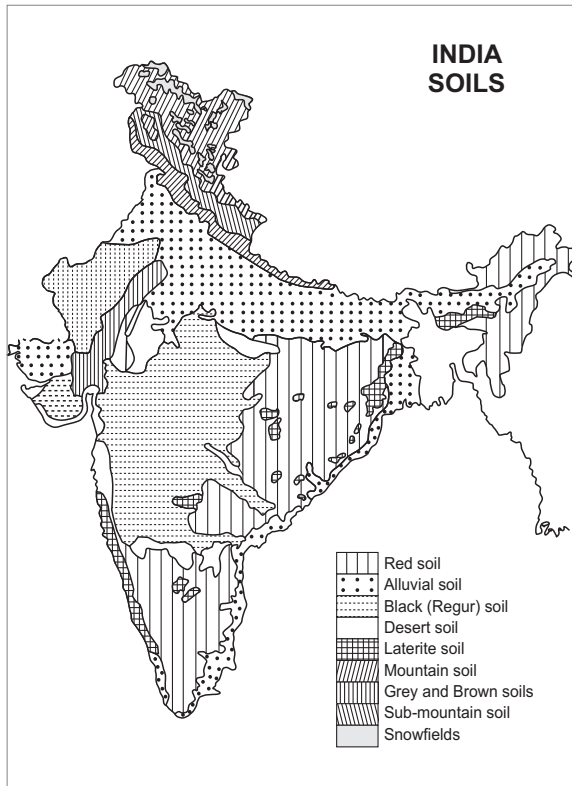 INDIA
SOILS
Red soil
Alluvial soil
Black (Regur) soil
Desert soil
Laterite soil
Mountain soil
Grey and Brown soils
Sub-mountain soil
Snowfields